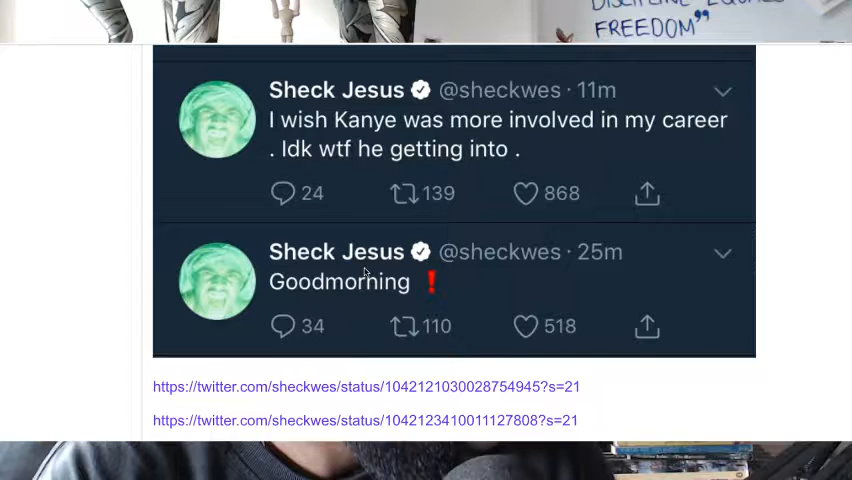 FREEDOM”
Sheck Jesus @sheckwes · 11m
I wish Kanye was more involved in my career
. Idk wtf he getting into .
24 139 868
Sheck Jesus @sheckwes · 25m
Goodmorning ❗
34 110 518
https://twitter.com/sheckwes/status/1042121030028754945?s=21
https://twitter.com/sheckwes/status/1042123410011127808?s=21